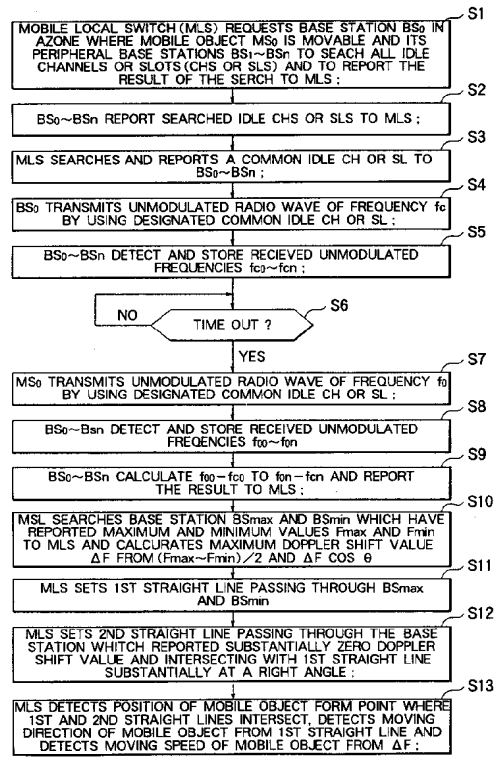 S1
MOBILE LOCAL SWITCH (MLS) REQUESTS BASE STATION BS0 IN
AZONE WHERE MOBILE OBJECT MS0 IS MOVABLE AND ITS
PERIPHERAL BASE STATIONS BS1~BSn TO SEACH ALL IDLE
CHANNELS OR SLOTS (CHS OR SLS) AND TO REPORT THE
RESULT OF THE SERCH TO MLS ;
S2
BS0~BSn REPORT SEARCHED IDLE CHS OR SLS TO MLS ;
S3
MLS SEARCHES AND REPORTS A COMMON IDLE CH OR SL TO
BS0~BSn ;
S4
BS0 TRANSMITS UNMODULATED RADIO WAVE OF FREQUENCY fc
BY USING DESIGNATED COMMON IDLE CH OR SL ;
S5
BS0~BSn DETECT AND STORE RECIEVED UNMODULATED
FREQUENCIES fc0~fcn ;
S6
NO
TIME OUT ?
YES
S7
MS0 TRANSMITS UNMODULATED RADIO WAVE OF FREQUENCY f0
BY USING DESIGNATED COMMON IDLE CH OR SL ;
S8
BS0~Bsn DETECT AND STORE RECEIVED UNMODULATED
FREQENCIES f00~f0n
S9
BS0~BSn CALCULATE f00-fc0 TO f0n-fcn AND REPORT
THE RESULT TO MLS ;
S10
MSL SEARCHES BASE STATION BSmax AND BSmin WHICH HAVE
REPORTED MAXIMUM AND MINIMUM VALUES Fmax AND Fmin
TO MLS AND CALCURATES MAXIMUM DOPPLER SHIFT VALUE
ΔF FROM (Fmax~Fmin)/2 AND ΔF COS θ
S11
MLS SETS 1ST STRAIGHT LINE PASSING THROUGH BSmax
AND BSmin
S12
MLS SETS 2ND STRAIGHT LINE PASSING THROUGH THE BASE
STATION WHITCH REPORTED SUBSTANTIALLY ZERO DOPPLER
SHIFT VALUE AND INTERSECTING WITH 1ST STRAIGHT LINE
SUBSTANTIALLY AT A RIGHT ANGLE ;
S13
MLS DETECTS POSITION OF MOBILE OBJECT FORM POINT WHERE
1ST AND 2ND STRAIGHT LINES INTERSECT, DETECTS MOVING
DIRECTION OF MOBILE OBJECT FROM 1ST STRAIGHT LINE AND
DETECTS MOVING SPEED OF MOBILE OBJECT FROM ΔF ;